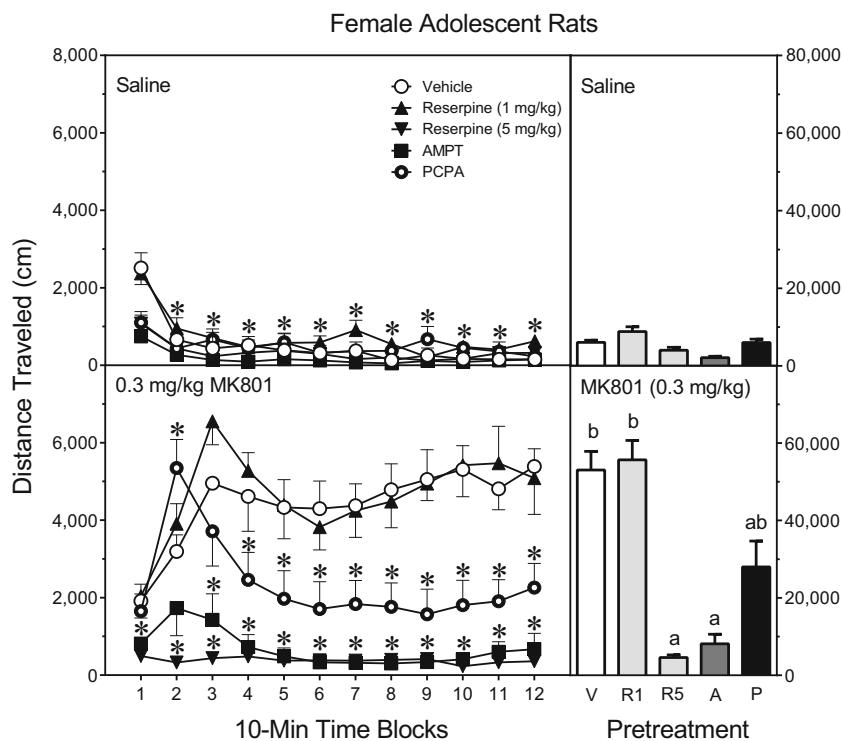 Female Adolescent Rats
Distance Traveled (cm)
8,000
6,000
4,000
2,000
0
Saline
Vehicle
Reserpine (1 mg/kg)
Reserpine (5 mg/kg)
AMPT
PCPA
* * * * * * * * * * *
Saline
80,000
60,000
40,000
20,000
0
0.3 mg/kg MK801
6,000
4,000
2,000
0
*
* * * * * * * * *
* * * * * * * * * * * *
*
1 2 3 4 5 6 7 8 9 10 11 12
10-Min Time Blocks
MK801 (0.3 mg/kg)
b b a a ab
60,000
40,000
20,000
0
V R1 R5 A P
Pretreatment